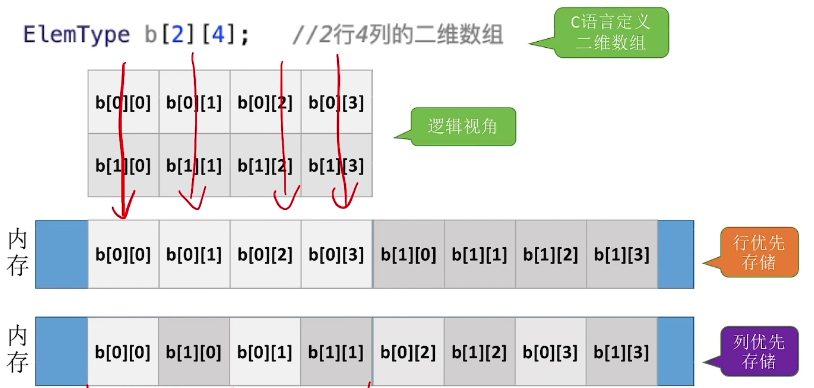 ElemType b[2][4]; //2行4列的二维数组
C语言定义
二维数组
b[0][0] b[0][1] b[0][2] b[0][3]
b[1][0] b[1][1] b[1][2] b[1][3]
逻辑视角
内存
b[0][0] b[0][1] b[0][2] b[0][3] b[1][0] b[1][1] b[1][2] b[1][3]
行优先
存储
内存
b[0][0] b[1][0] b[0][1] b[1][1] b[0][2] b[1][2] b[0][3] b[1][3]
列优先
存储